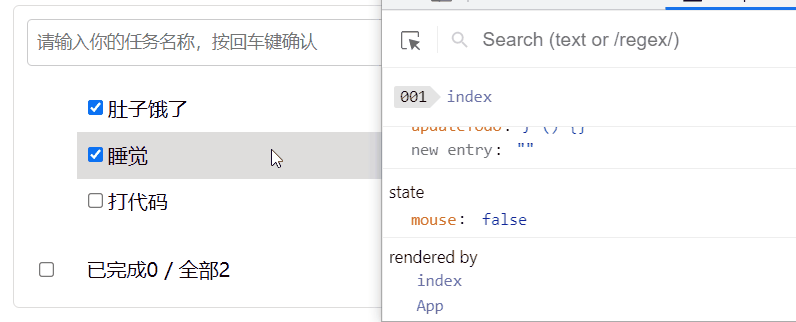 请输入你的任务名称，按回车键确认
肚子饿了
睡觉
打代码
已完成0 / 全部2
Search (text or /regex/)
001 index
updateTodo: ƒ () {}
new entry: ""
state
mouse: false
rendered by
index
App